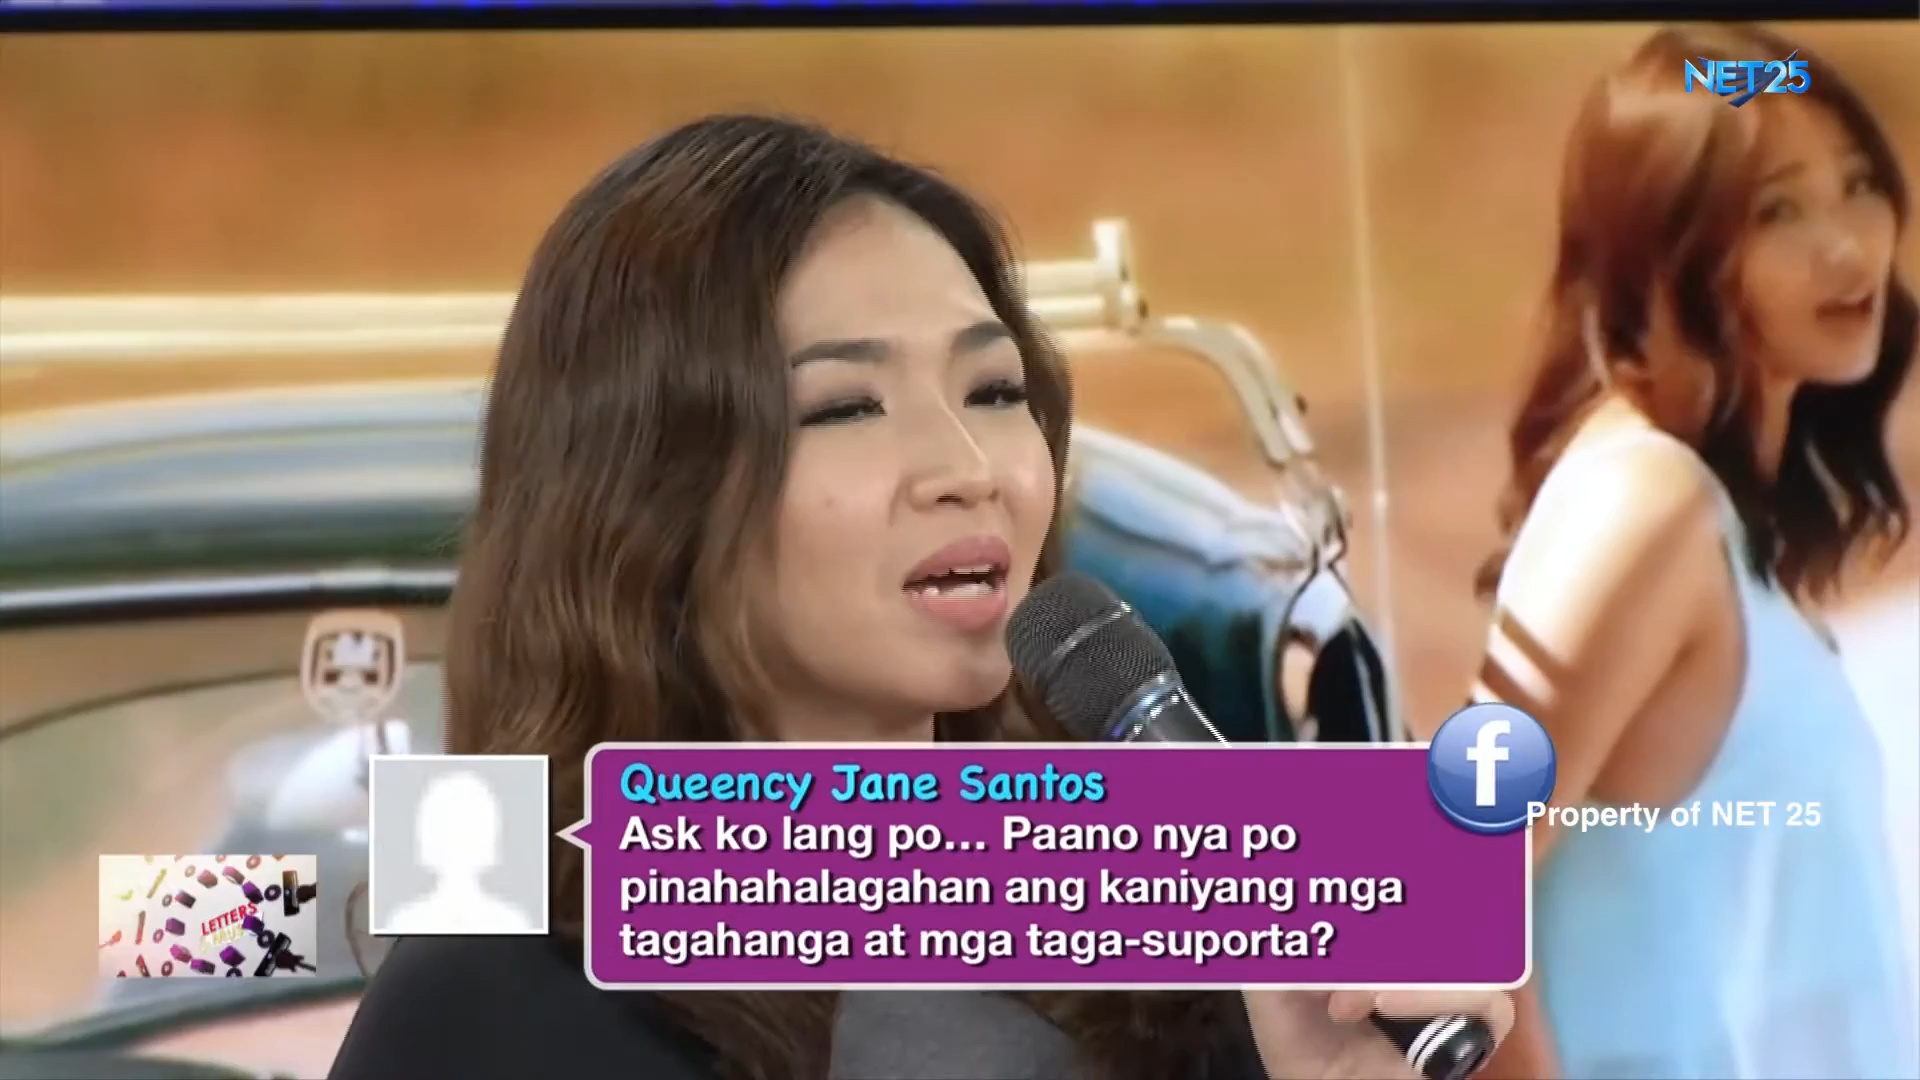 NET25
Queency Jane Santos
Ask ko lang po... Paano nya po
pinahahalagahan ang kaniyang mga
tagahanga at mga taga-suporta?
f
Property of NET 25
LETTERS